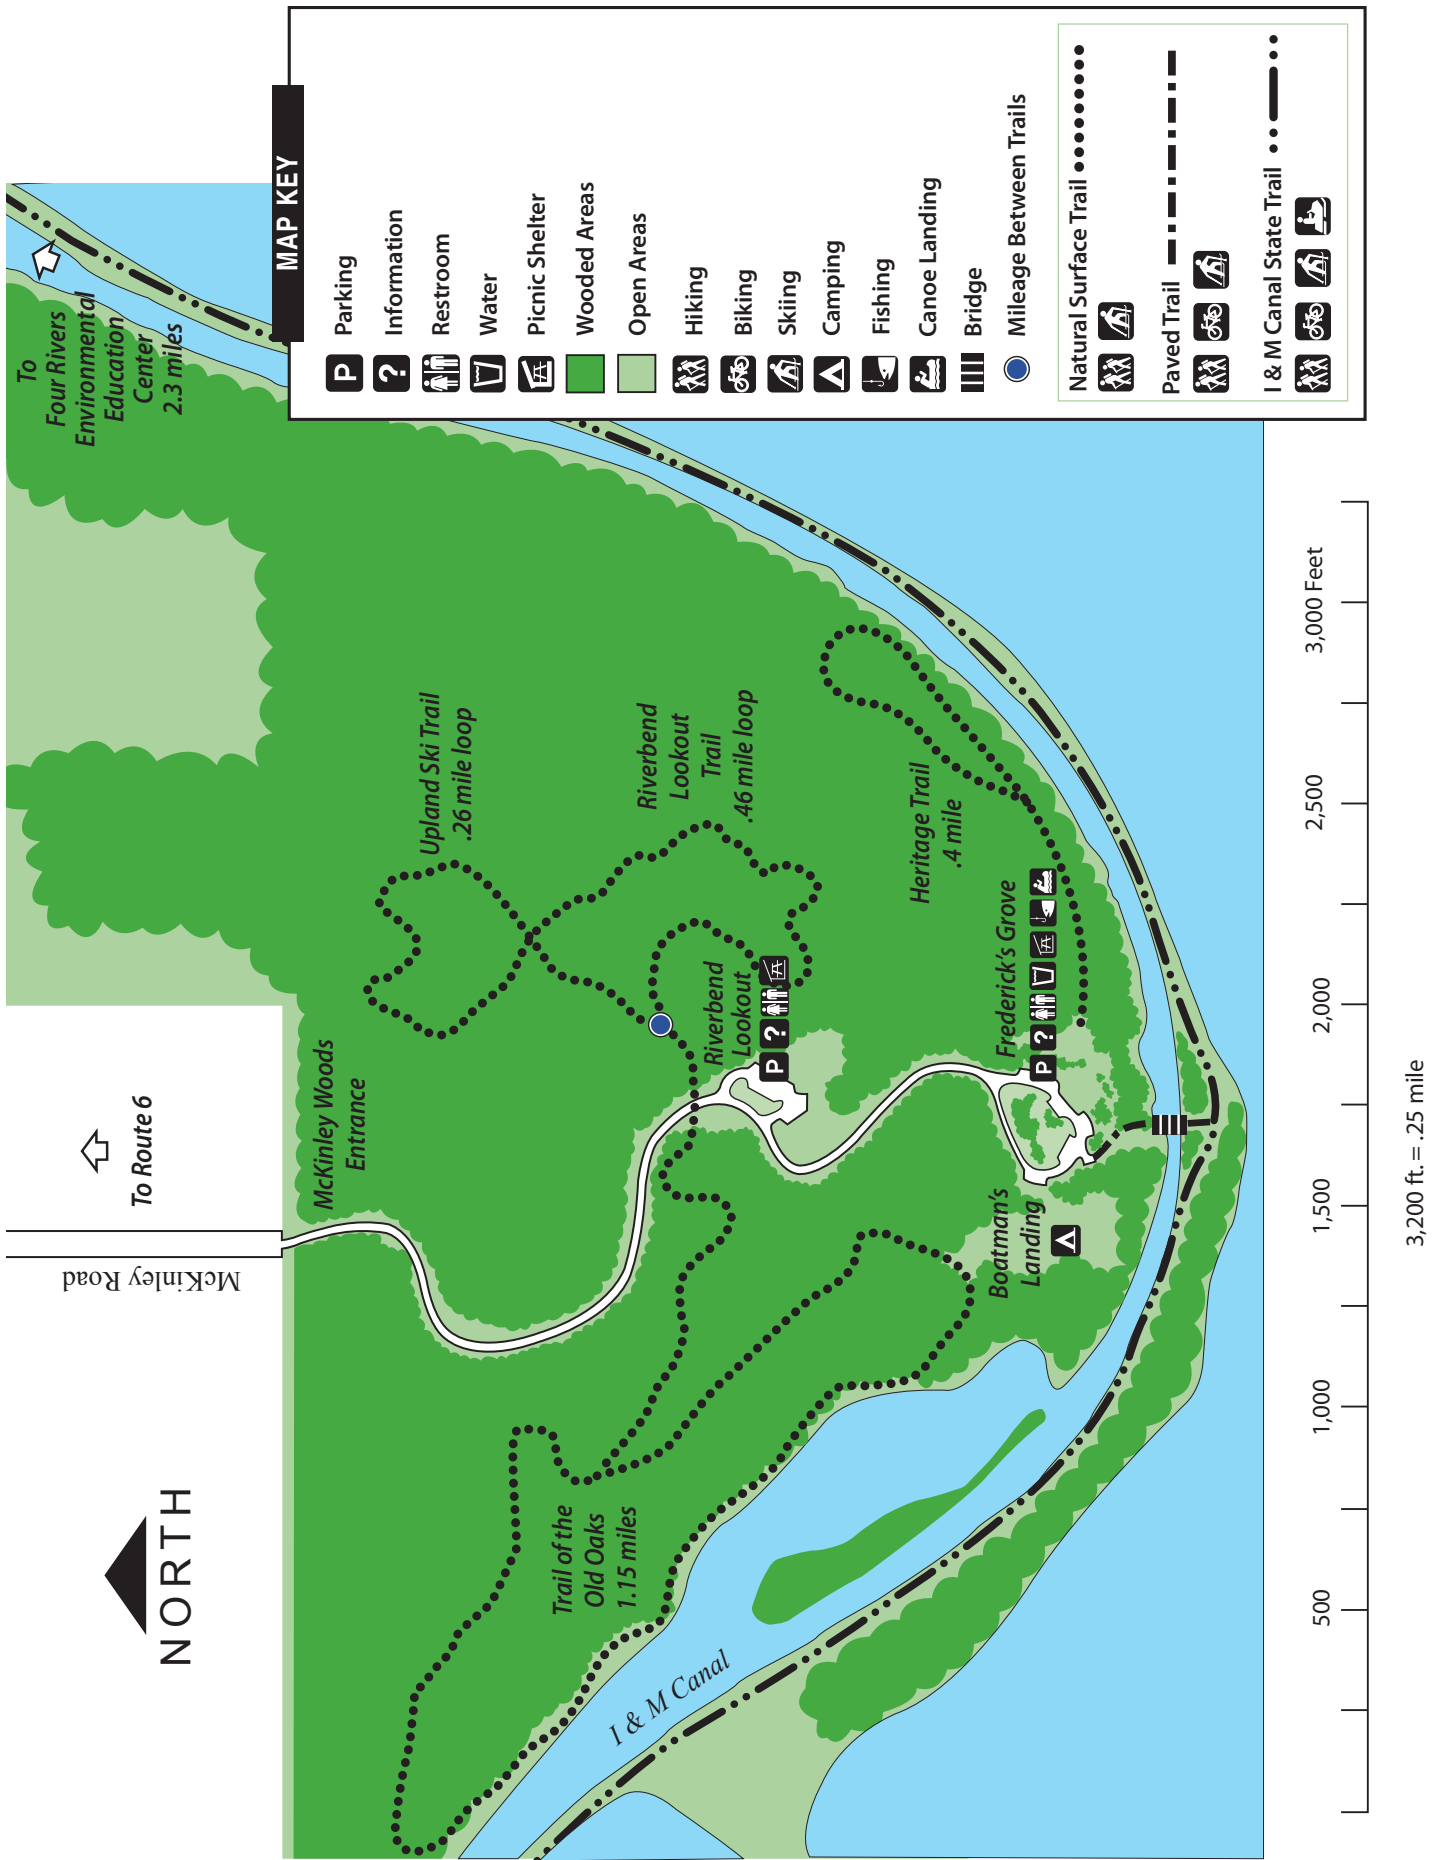 To
Four Rivers
Environmental
Education
Center
2.3 miles
To Route 6
McKinley Road
NORTH
McKinley Woods
Entrance
Upland Ski Trail
.26 mile loop
Riverbend
Lookout
Trail
.46 mile loop
Riverbend
Lookout
P ?
Heritage Trail
.4 mile
Frederick's Grove
P ?
Boatman's
Landing
Trail of the
Old Oaks
1.15 miles
I & M Canal
MAP KEY
P Parking
? Information
Restroom
Water
Picnic Shelter
Wooded Areas
Open Areas
Hiking
Biking
Skiing
Camping
Fishing
Canoe Landing
Bridge
Mileage Between Trails
Natural Surface Trail
Paved Trail
I & M Canal State Trail
500 1,000 1,500 2,000 2,500 3,000 Feet
3,200 ft. = .25 mile